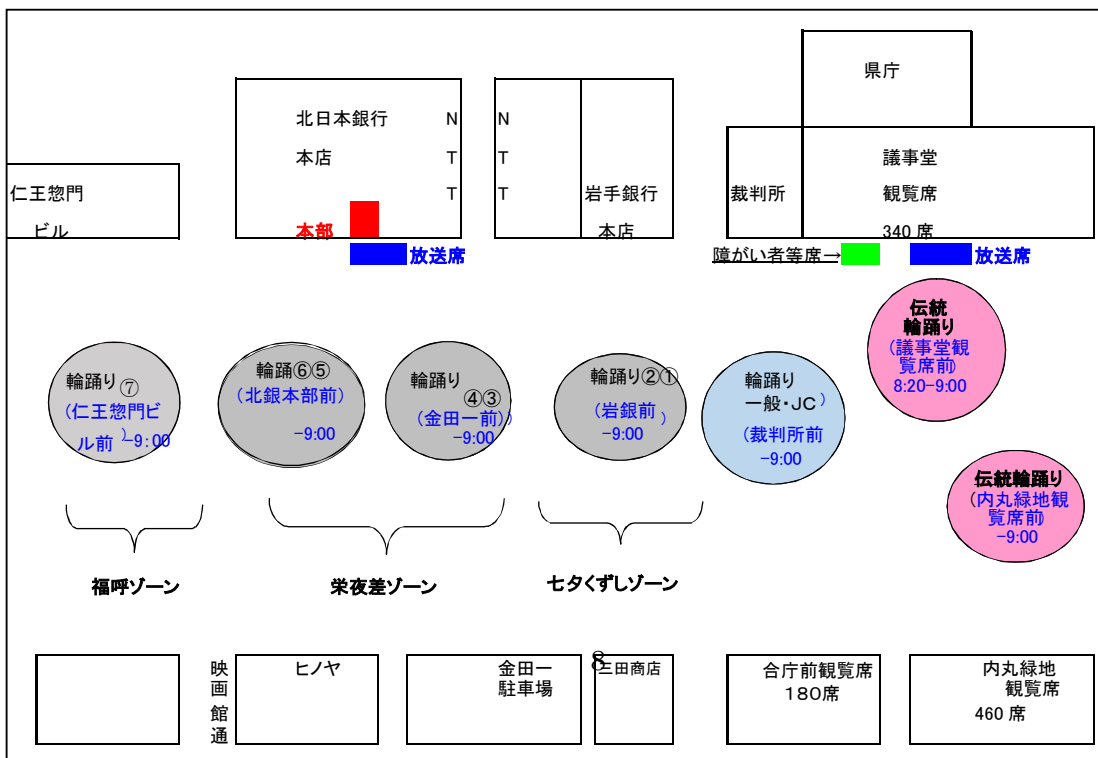 県庁
北日本銀行
本店
本部
放送席
N
T
T
N
T
T
岩手銀行
本店
裁判所
議事堂
観覧席
340 席
仁王惣門
ビル
障がい者等席→
放送席
伝統
輪踊り
(議事堂観
覧席前)
8:20-9:00
輪踊り⑦
(仁王惣門ビ
ル前)-9:00
輪踊⑥⑤
(北銀本部前)
-9:00
輪踊り
④③
(金田一前)
-9:00
輪踊り②①
(岩銀前)
-9:00
輪踊り
一般・JC
(裁判所前)
-9:00
伝統輪踊り
(内丸緑地観
覧席前)
-9:00
福呼ゾーン
栄夜差ゾーン
七夕くずしゾーン
映
画
館
通
ヒノヤ
金田一
駐車場
8
三田商店
合庁前観覧席
180席
内丸緑地
観覧席
460 席